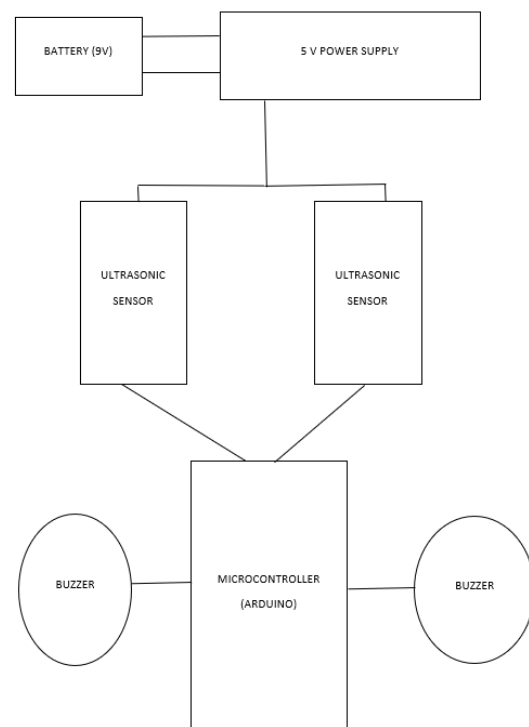 BATTERY (9V)
5 V POWER SUPPLY
ULTRASONIC
SENSOR
ULTRASONIC
SENSOR
BUZZER
MICROCONTROLLER
(ARDUINO)
BUZZER